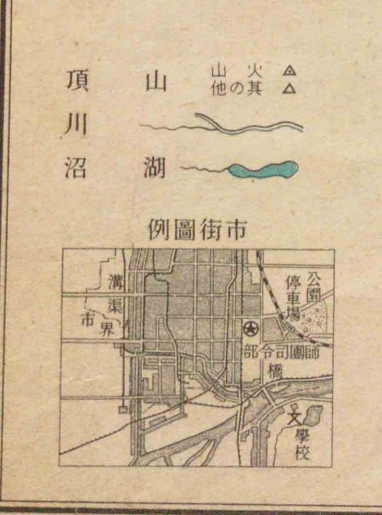 頂山
山火
他の其
川
沼湖
例圖街市
溝渠
市界
公園
停車場
部令司團師
橋
學校